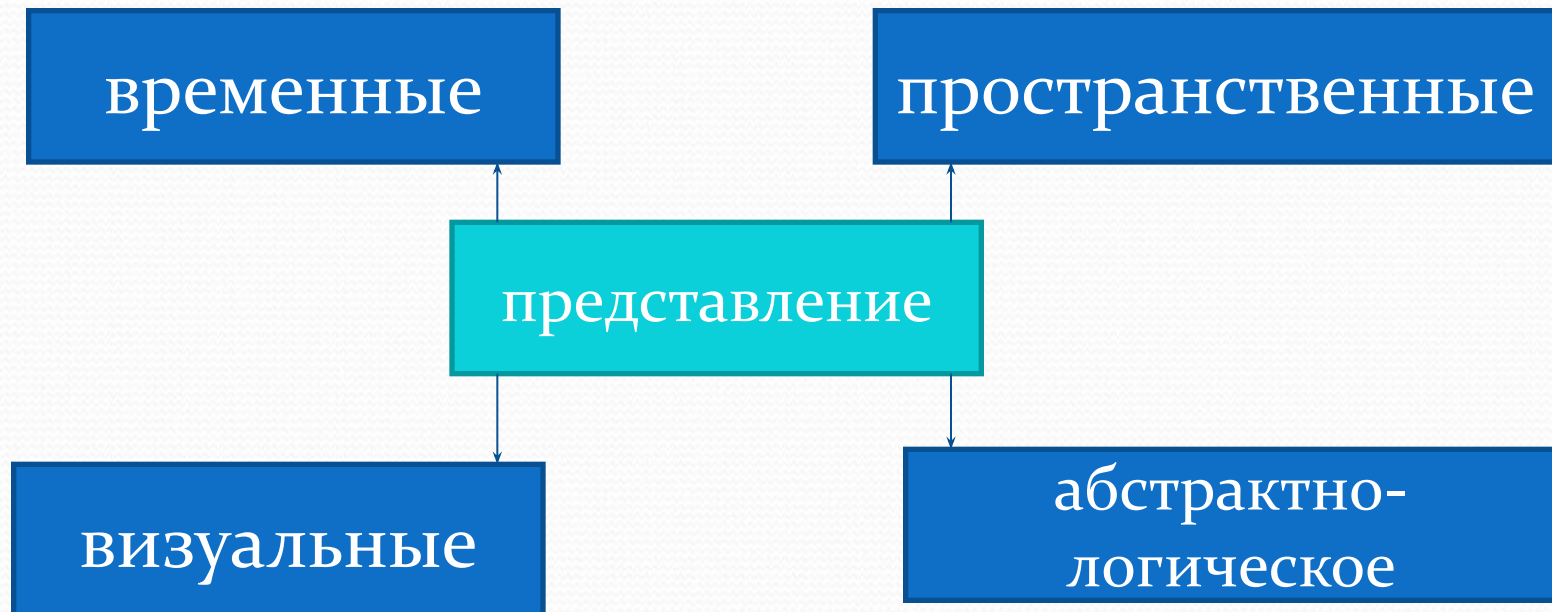 временные
пространственные
представление
визуальные
абстрактно-
логическое